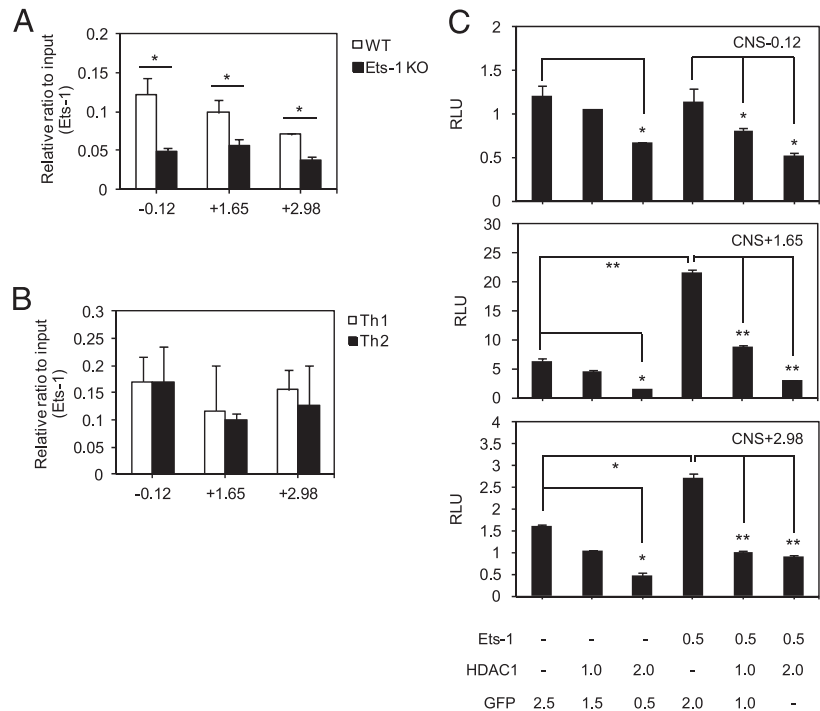 A
Relative ratio to input
(Ets-1)
0.2
0.15
0.1
0.05
0
* * *
-0.12 +1.65 +2.98
WT
Ets-1 KO
B
Relative ratio to input
(Ets-1)
0.3
0.25
0.2
0.15
0.1
0.05
0
-0.12 +1.65 +2.98
Th1
Th2
C
CNS-0.12
RLU
2
1.5
1
0.5
0
* * *
CNS+1.65
RLU
30
25
20
15
10
5
0
**
* ** **
CNS+2.98
RLU
4
3.5
3
2.5
2
1.5
1
0.5
0
*
* ** **
Ets-1 - - - 0.5 0.5 0.5
HDAC1 - 1.0 2.0 - 1.0 2.0
GFP 2.5 1.5 0.5 2.0 1.0 -